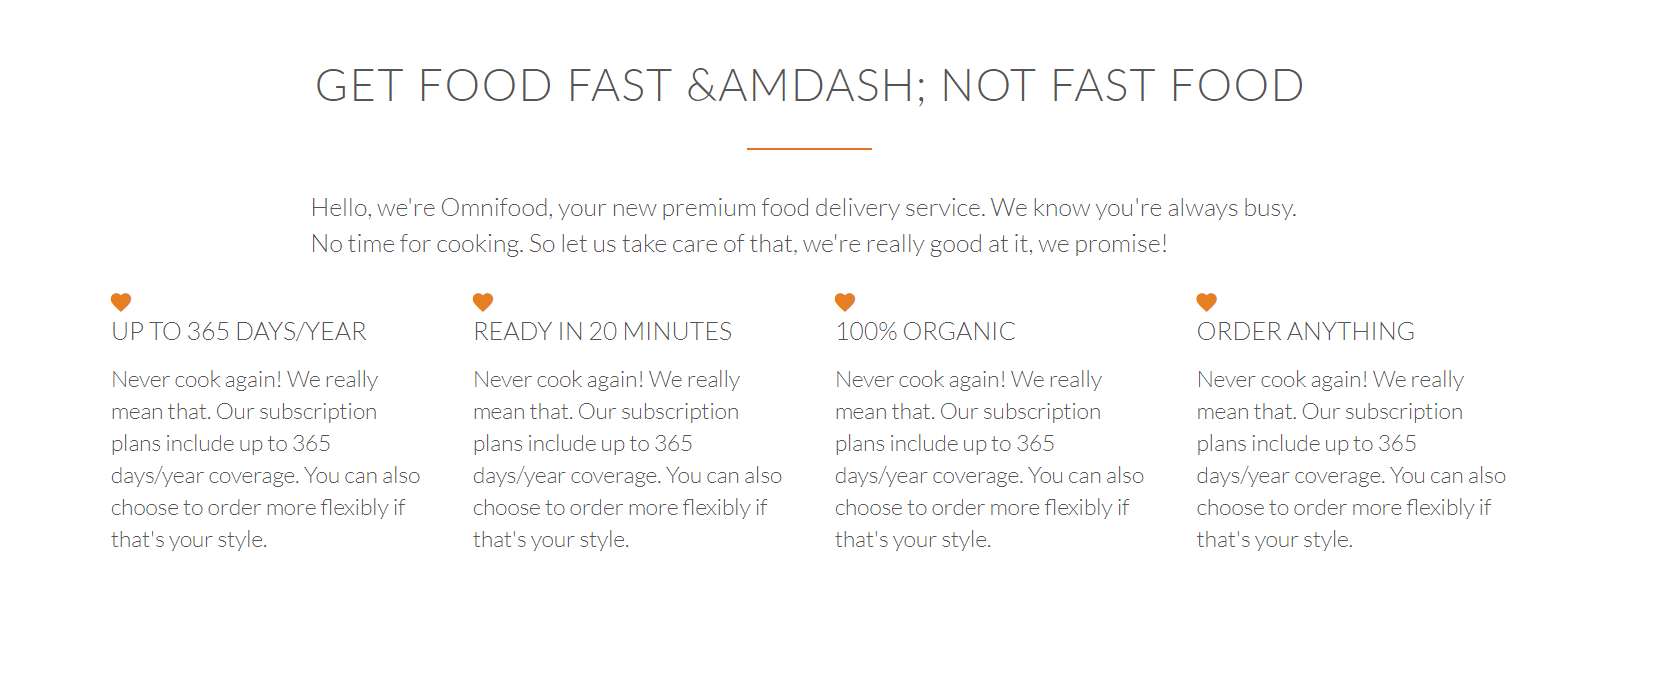 GET FOOD FAST &AMDASH; NOT FAST FOOD
Hello, we're Omnifood, your new premium food delivery service. We know you're always busy.
No time for cooking. So let us take care of that, we're really good at it, we promise!
UP TO 365 DAYS/YEAR
Never cook again! We really
mean that. Our subscription
plans include up to 365
days/year coverage. You can also
choose to order more flexibly if
that's your style.
READY IN 20 MINUTES
Never cook again! We really
mean that. Our subscription
plans include up to 365
days/year coverage. You can also
choose to order more flexibly if
that's your style.
100% ORGANIC
Never cook again! We really
mean that. Our subscription
plans include up to 365
days/year coverage. You can also
choose to order more flexibly if
that's your style.
ORDER ANYTHING
Never cook again! We really
mean that. Our subscription
plans include up to 365
days/year coverage. You can also
choose to order more flexibly if
that's your style.